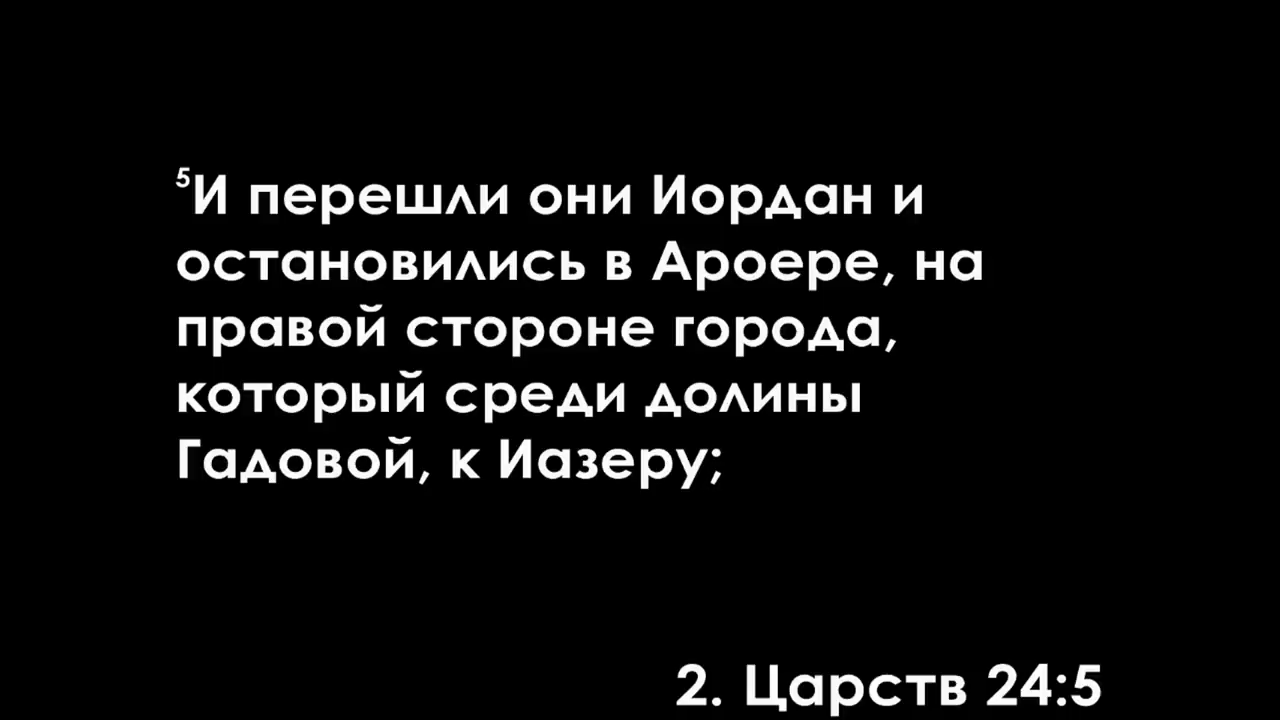 ⁵И перешли они Иордан и
остановились в Ароере, на
правой стороне города,
который среди долины
Гадовой, к Иазеру;
2. Царств 24:5